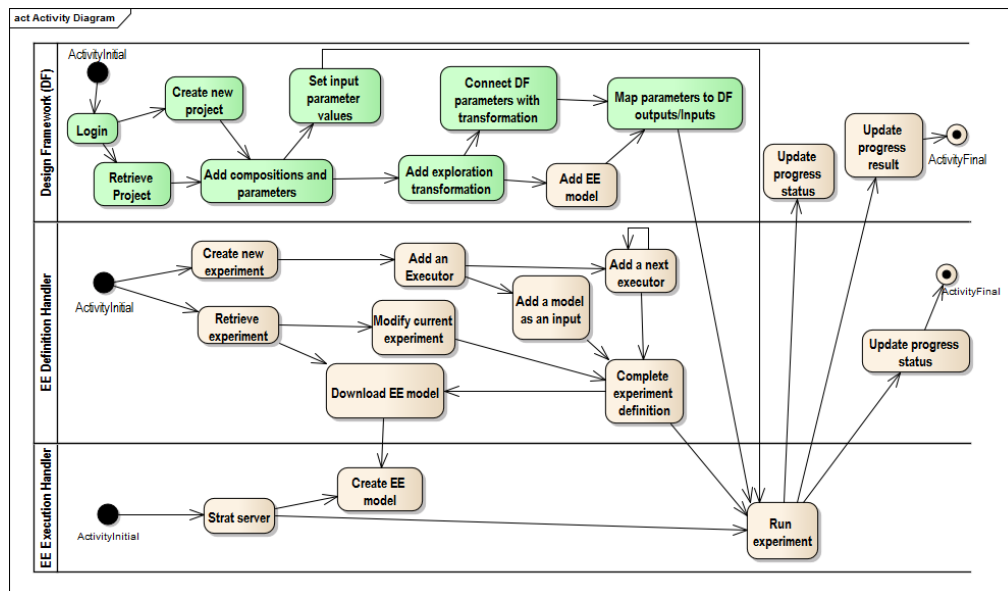 act Activity Diagram
Design Framework (DF)
ActivityInitial
Login
Create new
project
Retrieve
Project
Set input
parameter
values
Add compositions and
parameters
Connect DF
parameters with
transformation
Add exploration
transformation
Add EE
model
Map parameters to DF
outputs/Inputs
Update
progress
status
Update
progress
result
ActivityFinal
EE Definition Handler
ActivityInitial
Create new
experiment
Retrieve
experiment
Add an
Executor
Modify current
experiment
Add a model
as an input
Add a next
executor
Download EE model
Complete
experiment
definition
Update progress
status
ActivityFinal
EE Execution Handler
ActivityInitial
Strat server
Create EE
model
Run
experiment